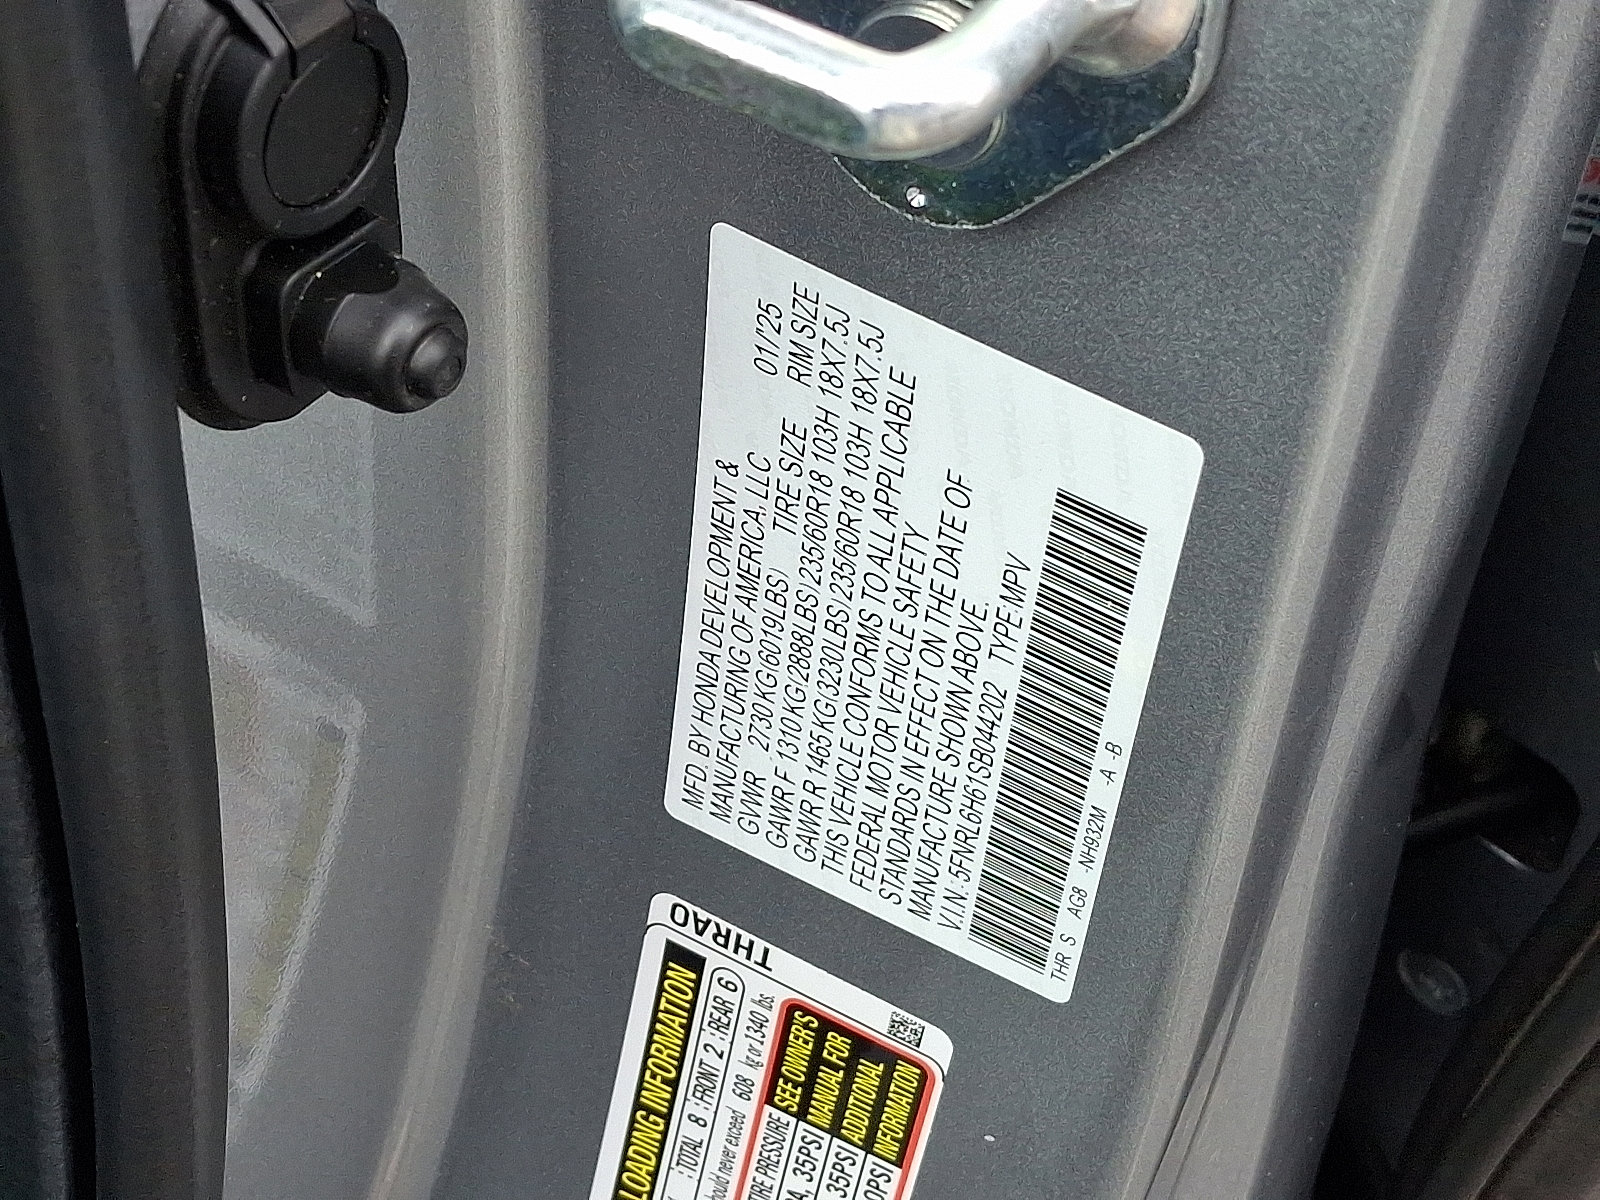 MFD. BY HONDA DEVELOPMENT &
MANUFACTURING OF AMERICA, LLC 01/'25
GVWR 2730 KG(6019LBS) TIRE SIZE RIM SIZE
GAWR F 1310 KG(2888LBS)235/60R18 103H 18X7.5J
GAWR R 1465 KG(3230LBS)235/60R18 103H 18X7.5J
THIS VEHICLE CONFORMS TO ALL APPLICABLE
FEDERAL MOTOR VEHICLE SAFETY
STANDARDS IN EFFECT ON THE DATE OF
MANUFACTURE SHOWN ABOVE.
V.I.N.: 5FNRL6H61SB044202 TYPE:MPV
THR S AG8 -NH932M -A -B
THRA0
LOADING INFORMATION
:TOTAL 8 :FRONT 2 :REAR 6
should never exceed 608 kg or 1340 lbs.
TIRE PRESSURE
35PSI
35PSI
SEE OWNER'S
MANUAL FOR
ADDITIONAL
INFORMATION